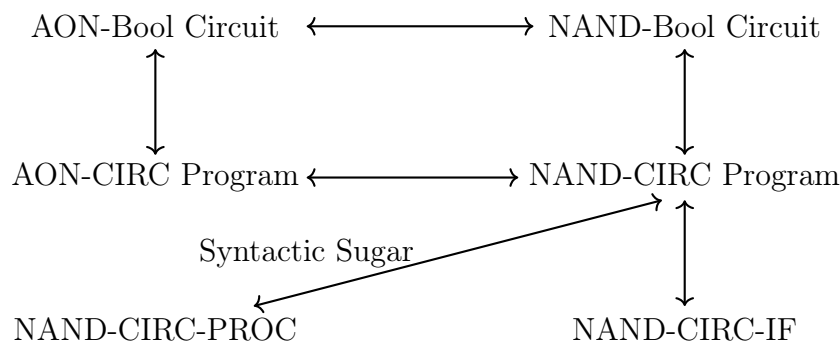 AON-Bool Circuit NAND-Bool Circuit
AON-CIRC Program NAND-CIRC Program
Syntactic Sugar
NAND-CIRC-PROC NAND-CIRC-IF